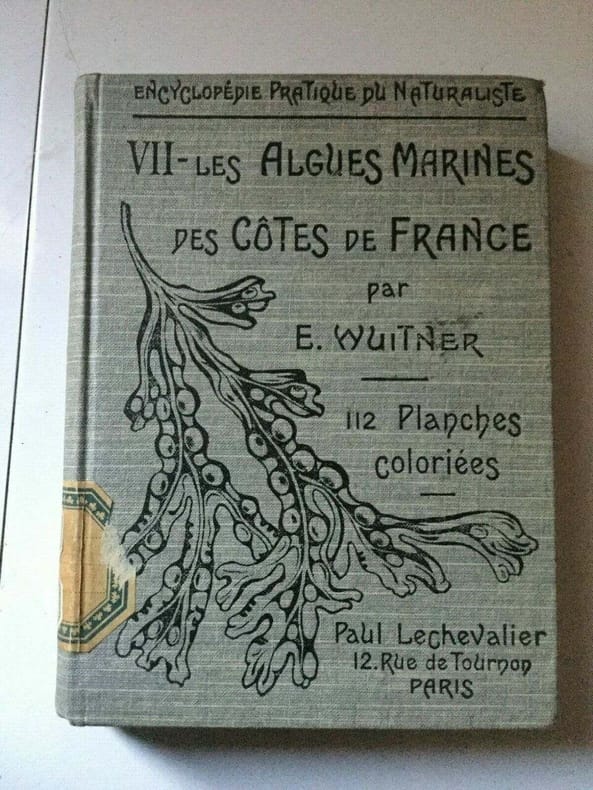 ENCYCLOPÉDIE PRATIQUE DU NATURALISTE
VII - LES ALGUES MARINES
DES CÔTES DE FRANCE
par
E. WUITNER
112 Planches
coloriées
Paul Lechevalier
12. Rue de Tournon
PARIS